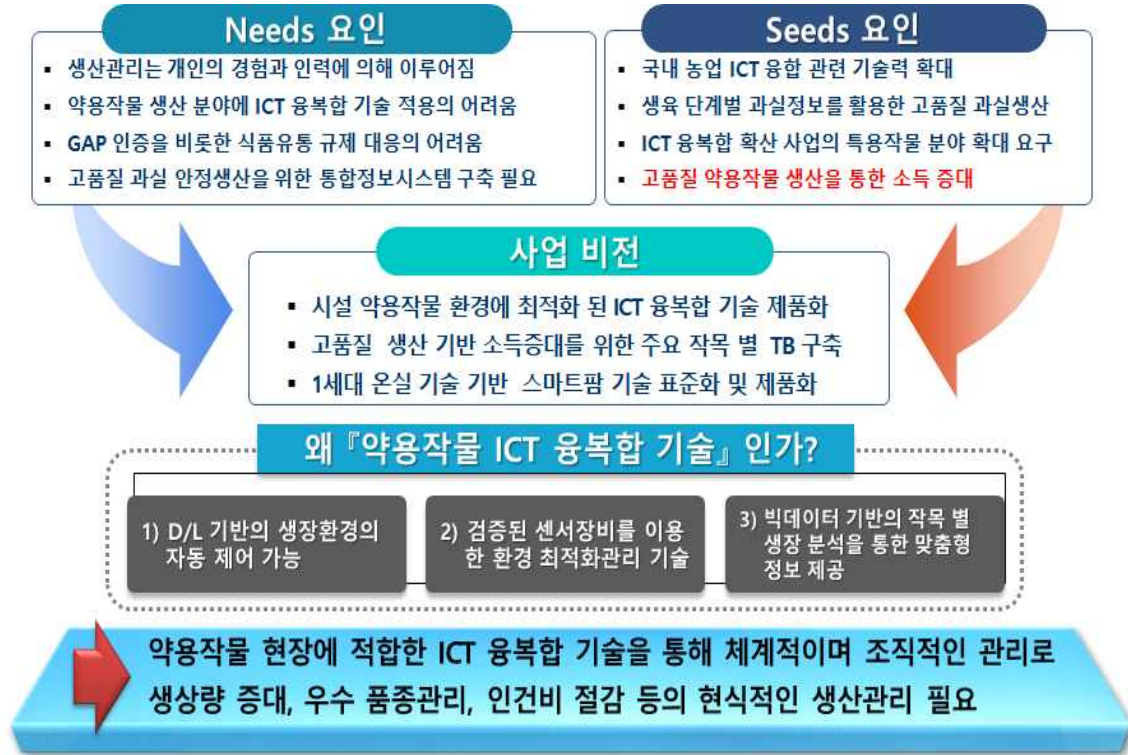 Needs 요인
▪ 생산관리는 개인의 경험과 인력에 의해 이루어짐
▪ 약용작물 생산 분야에 ICT 융복합 기술 적용의 어려움
▪ GAP 인증을 비롯한 식품유통 규제 대응의 어려움
▪ 고품질 과실 안정생산을 위한 통합정보시스템 구축 필요
Seeds 요인
▪ 국내 농업 ICT 융합 관련 기술력 확대
▪ 생육 단계별 과실정보를 활용한 고품질 과실생산
▪ ICT 융복합 확산 사업의 특용작물 분야 확대 요구
▪ 고품질 약용작물 생산을 통한 소득 증대
사업 비전
▪ 시설 약용작물 환경에 최적화 된 ICT 융복합 기술 제품화
▪ 고품질 생산 기반 소득증대를 위한 주요 작목 별 TB 구축
▪ 1세대 온실 기술 기반 스마트팜 기술 표준화 및 제품화
왜 『약용작물 ICT 융복합 기술』 인가?
1) D/L 기반의 생장환경의
자동 제어 가능
2) 검증된 센서장비를 이용
한 환경 최적화관리 기술
3) 빅데이터 기반의 작목 별
생장 분석을 통한 맞춤형
정보 제공
약용작물 현장에 적합한 ICT 융복합 기술을 통해 체계적이며 조직적인 관리로
생상량 증대, 우수 품종관리, 인건비 절감 등의 현식적인 생산관리 필요